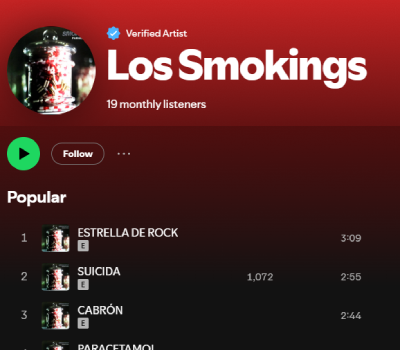 Verified Artist
Los Smokings
19 monthly listeners
Follow
Popular
1 ESTRELLA DE ROCK 3:09
E
2 SUICIDA 1,072 2:55
E
3 CABRÓN 2:44
E
PARACETAMOL